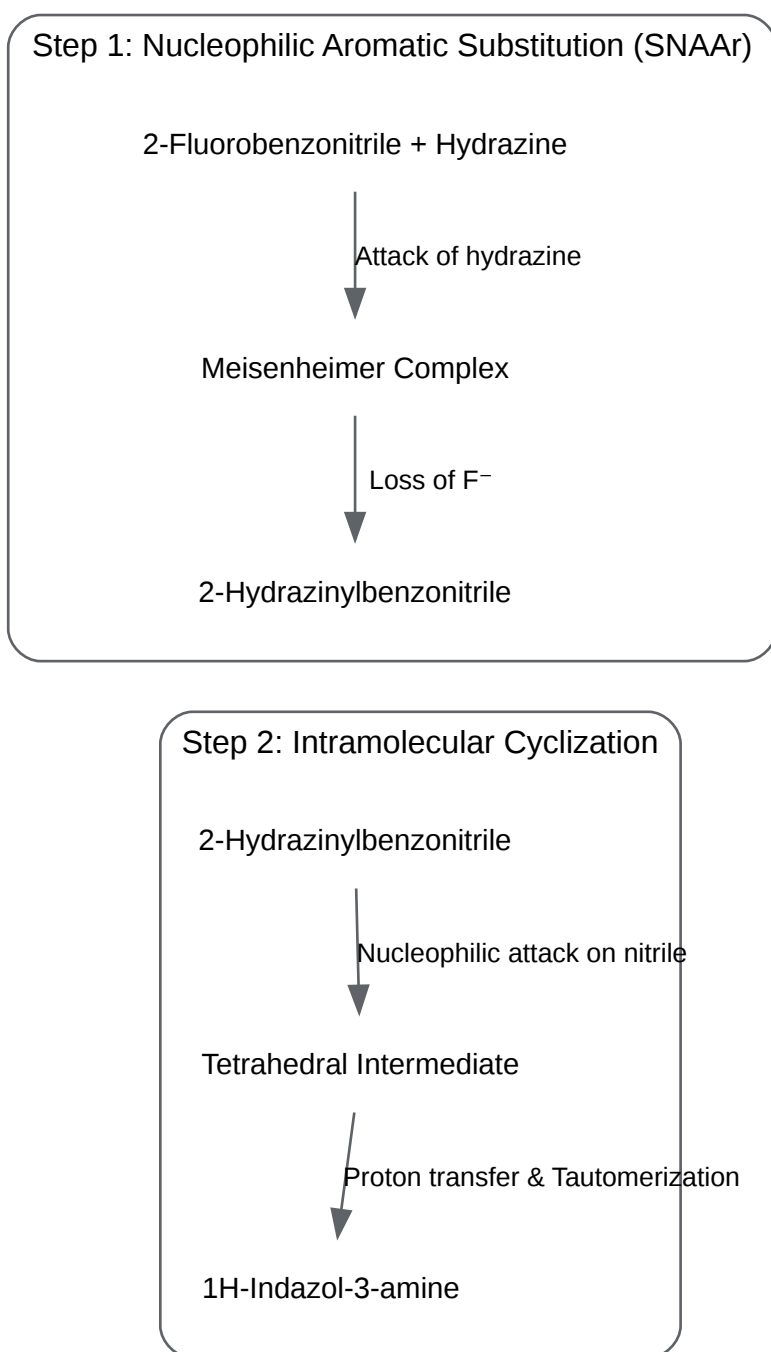 Step 1: Nucleophilic Aromatic Substitution (SNAAr)
2-Fluorobenzonitrile + Hydrazine
Attack of hydrazine
Meisenheimer Complex
Loss of F⁻
2-Hydrazinylbenzonitrile
Step 2: Intramolecular Cyclization
2-Hydrazinylbenzonitrile
Nucleophilic attack on nitrile
Tetrahedral Intermediate
Proton transfer & Tautomerization
1H-Indazol-3-amine